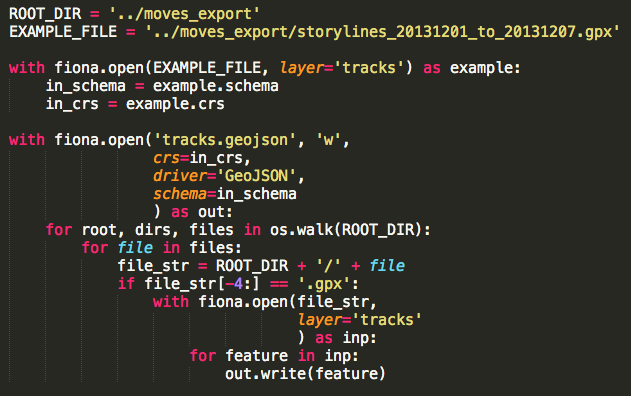 ROOT_DIR = '../moves_export'
EXAMPLE_FILE = '../moves_export/storylines_20131201_to_20131207.gpx'

with fiona.open(EXAMPLE_FILE, layer='tracks') as example:
    in_schema = example.schema
    in_crs = example.crs

with fiona.open('tracks.geojson', 'w',
                crs=in_crs,
                driver='GeoJSON',
                schema=in_schema
                ) as out:
    for root, dirs, files in os.walk(ROOT_DIR):
        for file in files:
            file_str = ROOT_DIR + '/' + file
            if file_str[-4:] == '.gpx':
                with fiona.open(file_str,
                                layer='tracks'
                                ) as inp:
                    for feature in inp:
                        out.write(feature)